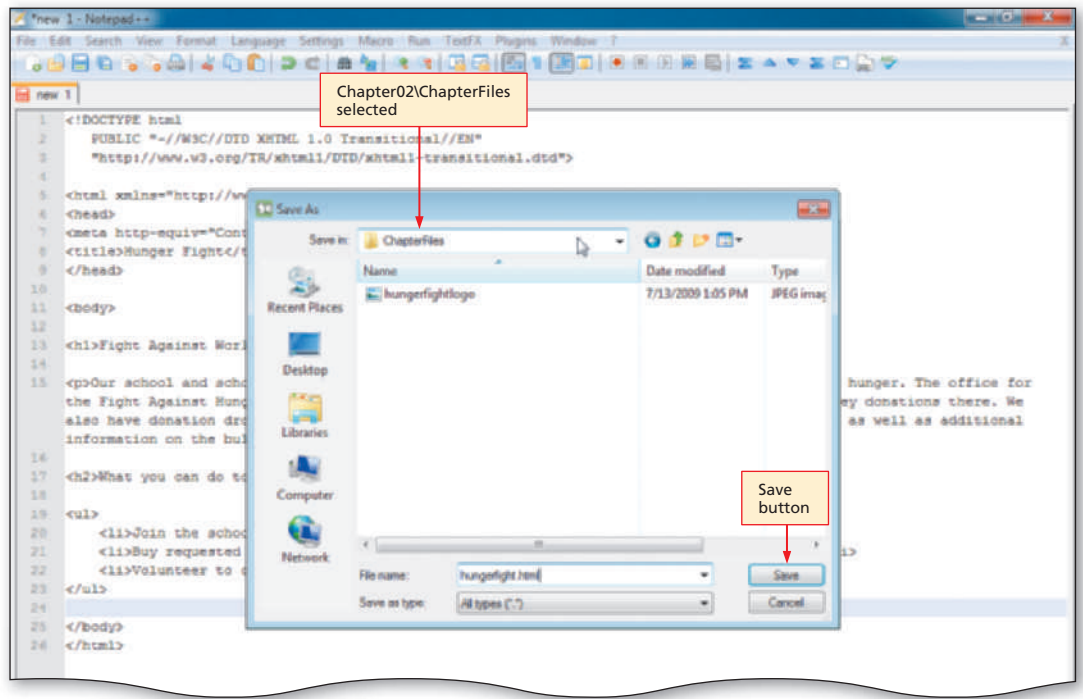 *new 1 - Notepad++
File Edit Search View Format Language Settings Macro Run TextFX Plugins Window ?
X
new 1
Chapter02\ChapterFiles
selected
1 <!DOCTYPE html
2 PUBLIC "-//W3C//DTD XHTML 1.0 Transitional//EN"
3 "http://www.w3.org/TR/xhtml1/DTD/xhtml1-transitional.dtd">
4
5 <html xmlns="http://ww
6 <head>
7 <meta http-equiv="Cont
8 <title>Hunger Fight</t
9 </head>
10
11 <body>
12
13 <h1>Fight Against Worl
14
15 <p>Our school and scho
the Fight Against Hung
also have donation dro
information on the bul
hunger. The office for
ey donations there. We
as well as additional
16
17 <h2>What you can do to
18
19 <ul>
20 <li>Join the schoo
21 <li>Buy requested
i>
22 <li>Volunteer to
23 </ul>
24
25 </body>
26 </html>
Save As
Save in: ChapterFiles
Name Date modified Type
hungerfightlogo 7/13/2009 1:05 PM JPEG imag
Recent Places
Desktop
Libraries
Computer
Network
Save
button
File name: hungerfight.html Save
Save as type: All types (*.*) Cancel